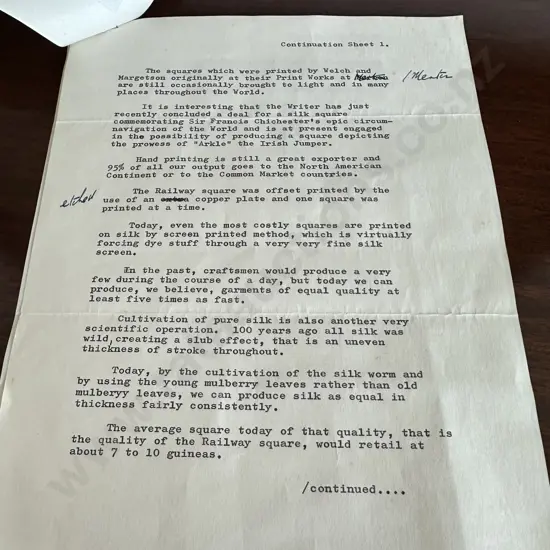 Continuation Sheet 1.
The squares which were printed by Welch and
Margetson originally at their Print Works at /Merton
are still occasionally brought to light and in many
places throughout the World.
It is interesting that the Writer has just
recently concluded a deal for a silk square
commemorating Sir Francis Chichester's epic circum-
navigation of the World and is at present engaged
in the possibility of producing a square depicting
the prowess of "Arkle" the Irish Jumper.
Hand printing is still a great exporter and
95% of all our output goes to the North American
Continent or to the Common Market countries.
The Railway square was offset printed by the
etched use of an extra copper plate and one square was
printed at a time.
Today, even the most costly squares are printed
on silk by screen printed method, which is virtually
forcing dye stuff through a very very fine silk
screen.
In the past, craftsmen would produce a very
few during the course of a day, but today we can
produce, we believe, garments of equal quality at
least five times as fast.
Cultivation of pure silk is also another very
scientific operation. 100 years ago all silk was
wild,creating a slub effect, that is an uneven
thickness of stroke throughout.
Today, by the cultivation of the silk worm and
by using the young mulberry leaves rather than old
mulberyy leaves, we can produce silk as equal in
thickness fairly consistently.
The average square today of that quality, that is
the quality of the Railway square, would retail at
about 7 to 10 guineas.
/continued....